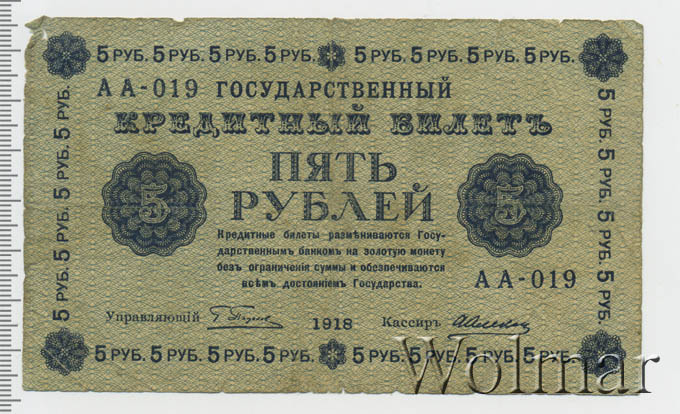 5 РУБ. 5 РУБ. 5 РУБ. 5 РУБ. 5 РУБ. 5 РУБ. 5 РУБ. 5 РУБ.
5 РУБ. 5 РУБ. 5 РУБ. 5 РУБ. 5 РУБ.
АА-019 ГОСУДАРСТВЕННЫЙ
КРЕДИТНЫЙ БИЛЕТЪ
ПЯТЬ
РУБЛЕЙ
5
5
Кредитные билеты размѣниваются Госу-
дарственнымъ банкомъ на золотую монету
безъ ограниченія суммы и обезпечиваются
всѣмъ достояніемъ Государства.
АА-019
Управляющій
1918
Кассиръ
5 РУБ. 5 РУБ. 5 РУБ. 5 РУБ. 5 РУБ.
5 РУБ. 5 РУБ. 5 РУБ. 5 РУБ. 5 РУБ. 5 РУБ. 5 РУБ. 5 РУБ.
Wolmar